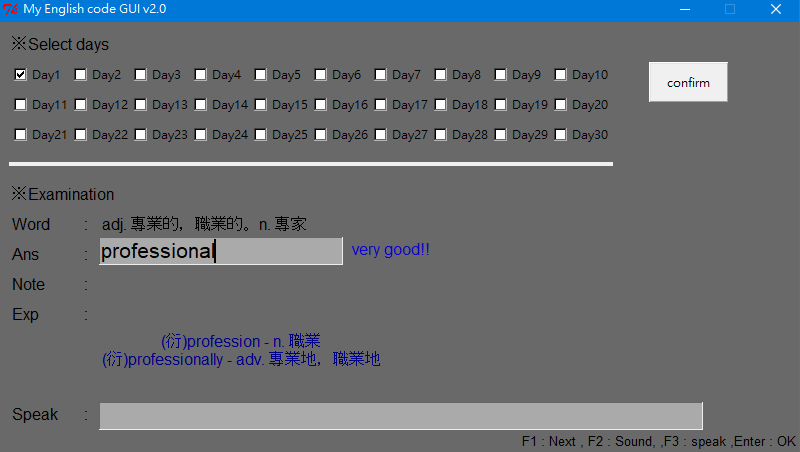 My English code GUI v2.0
※Select days
Day1 Day2 Day3 Day4 Day5 Day6 Day7 Day8 Day9 Day10
confirm
Day11 Day12 Day13 Day14 Day15 Day16 Day17 Day18 Day19 Day20
Day21 Day22 Day23 Day24 Day25 Day26 Day27 Day28 Day29 Day30
※Examination
Word : adj. 專業的，職業的。n. 專家
Ans : professional very good!!
Note :
Exp :
(衍)profession - n. 職業
(衍)professionally - adv. 專業地，職業地
Speak :
F1 : Next , F2 : Sound, ,F3 : speak ,Enter : OK